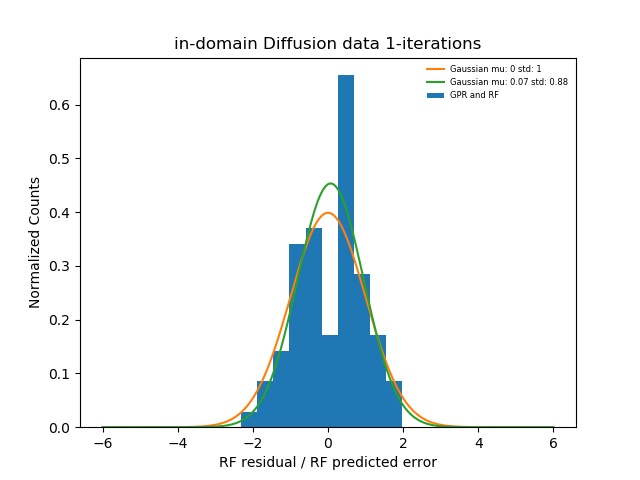 in-domain Diffusion data 1-iterations
Gaussian mu: 0 std: 1
Gaussian mu: 0.07 std: 0.88
GPR and RF
Normalized Counts
0.6
0.5
0.4
0.3
0.2
0.1
0.0
−6 −4 −2 0 2 4 6
RF residual / RF predicted error